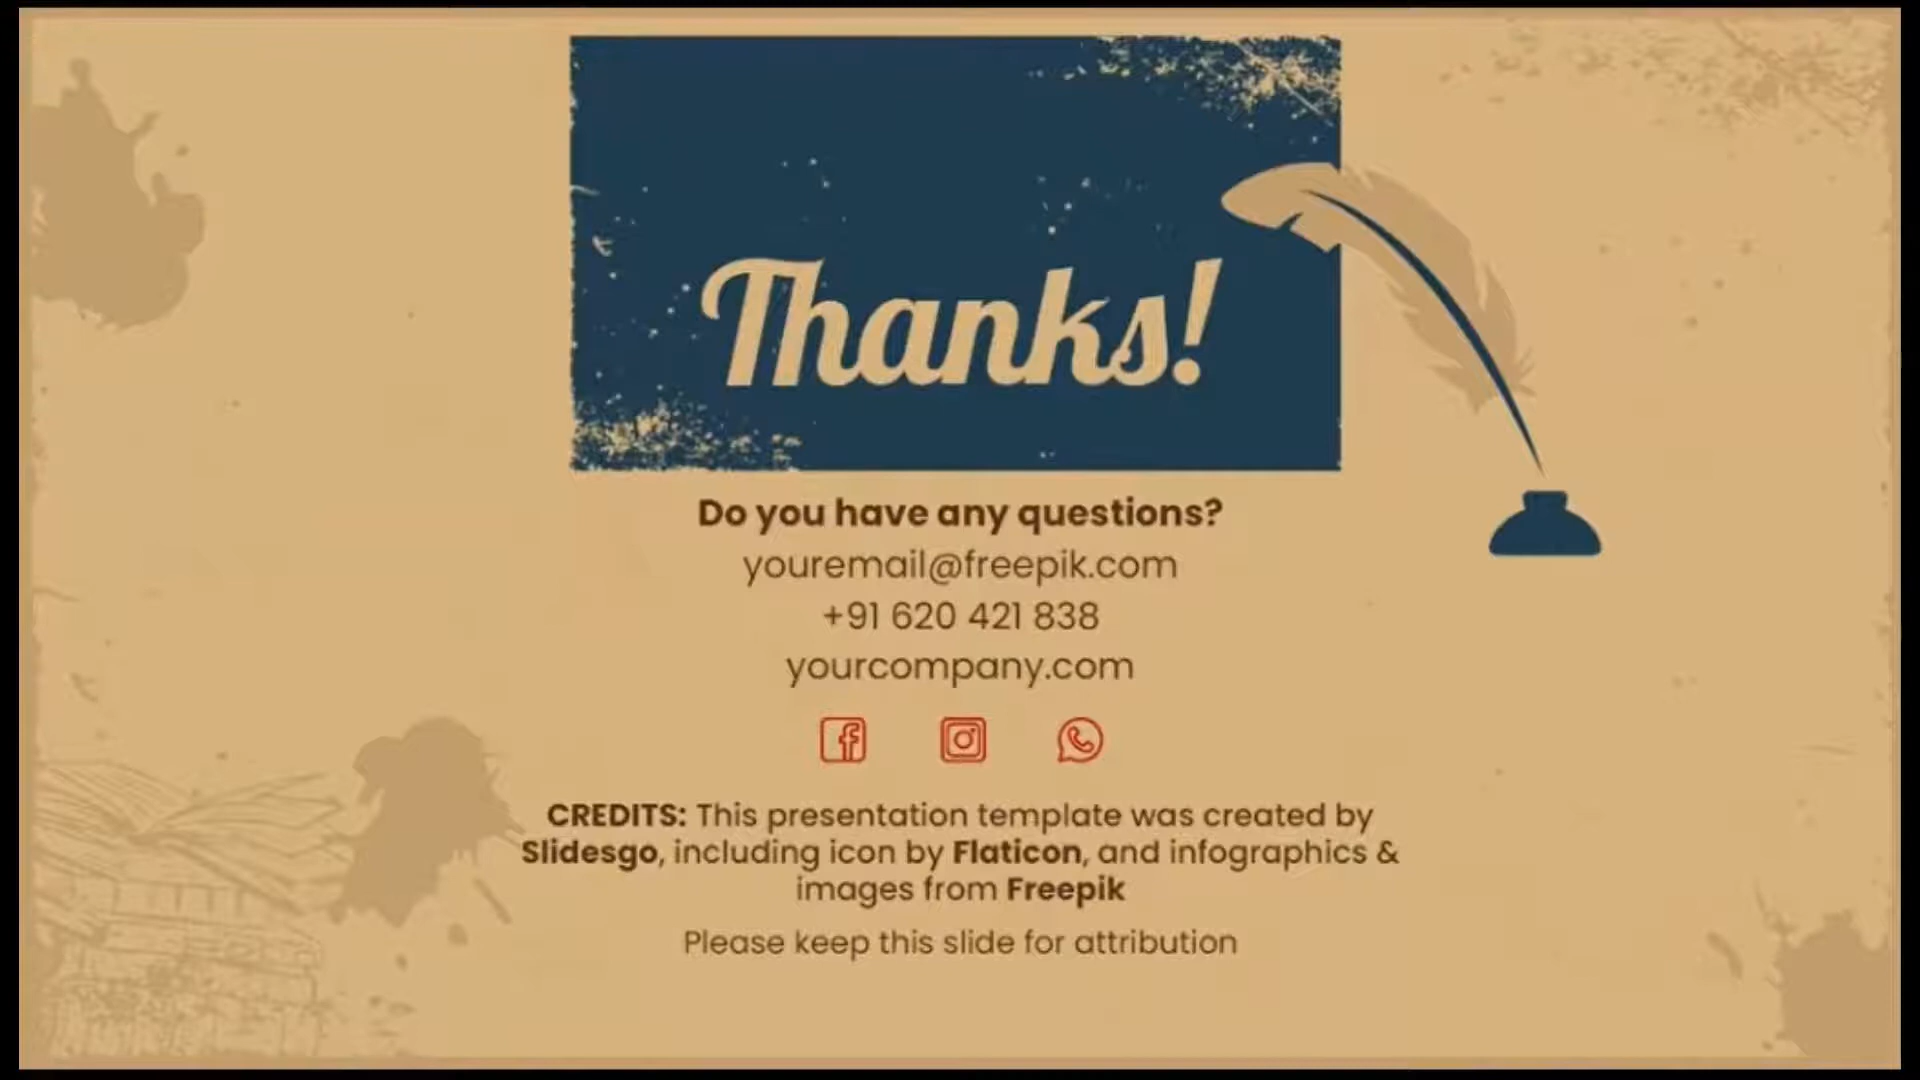 Thanks!
Do you have any questions?
youremail@freepik.com
+91 620 421 838
yourcompany.com
CREDITS: This presentation template was created by
Slidesgo, including icon by Flaticon, and infographics &
images from Freepik
Please keep this slide for attribution